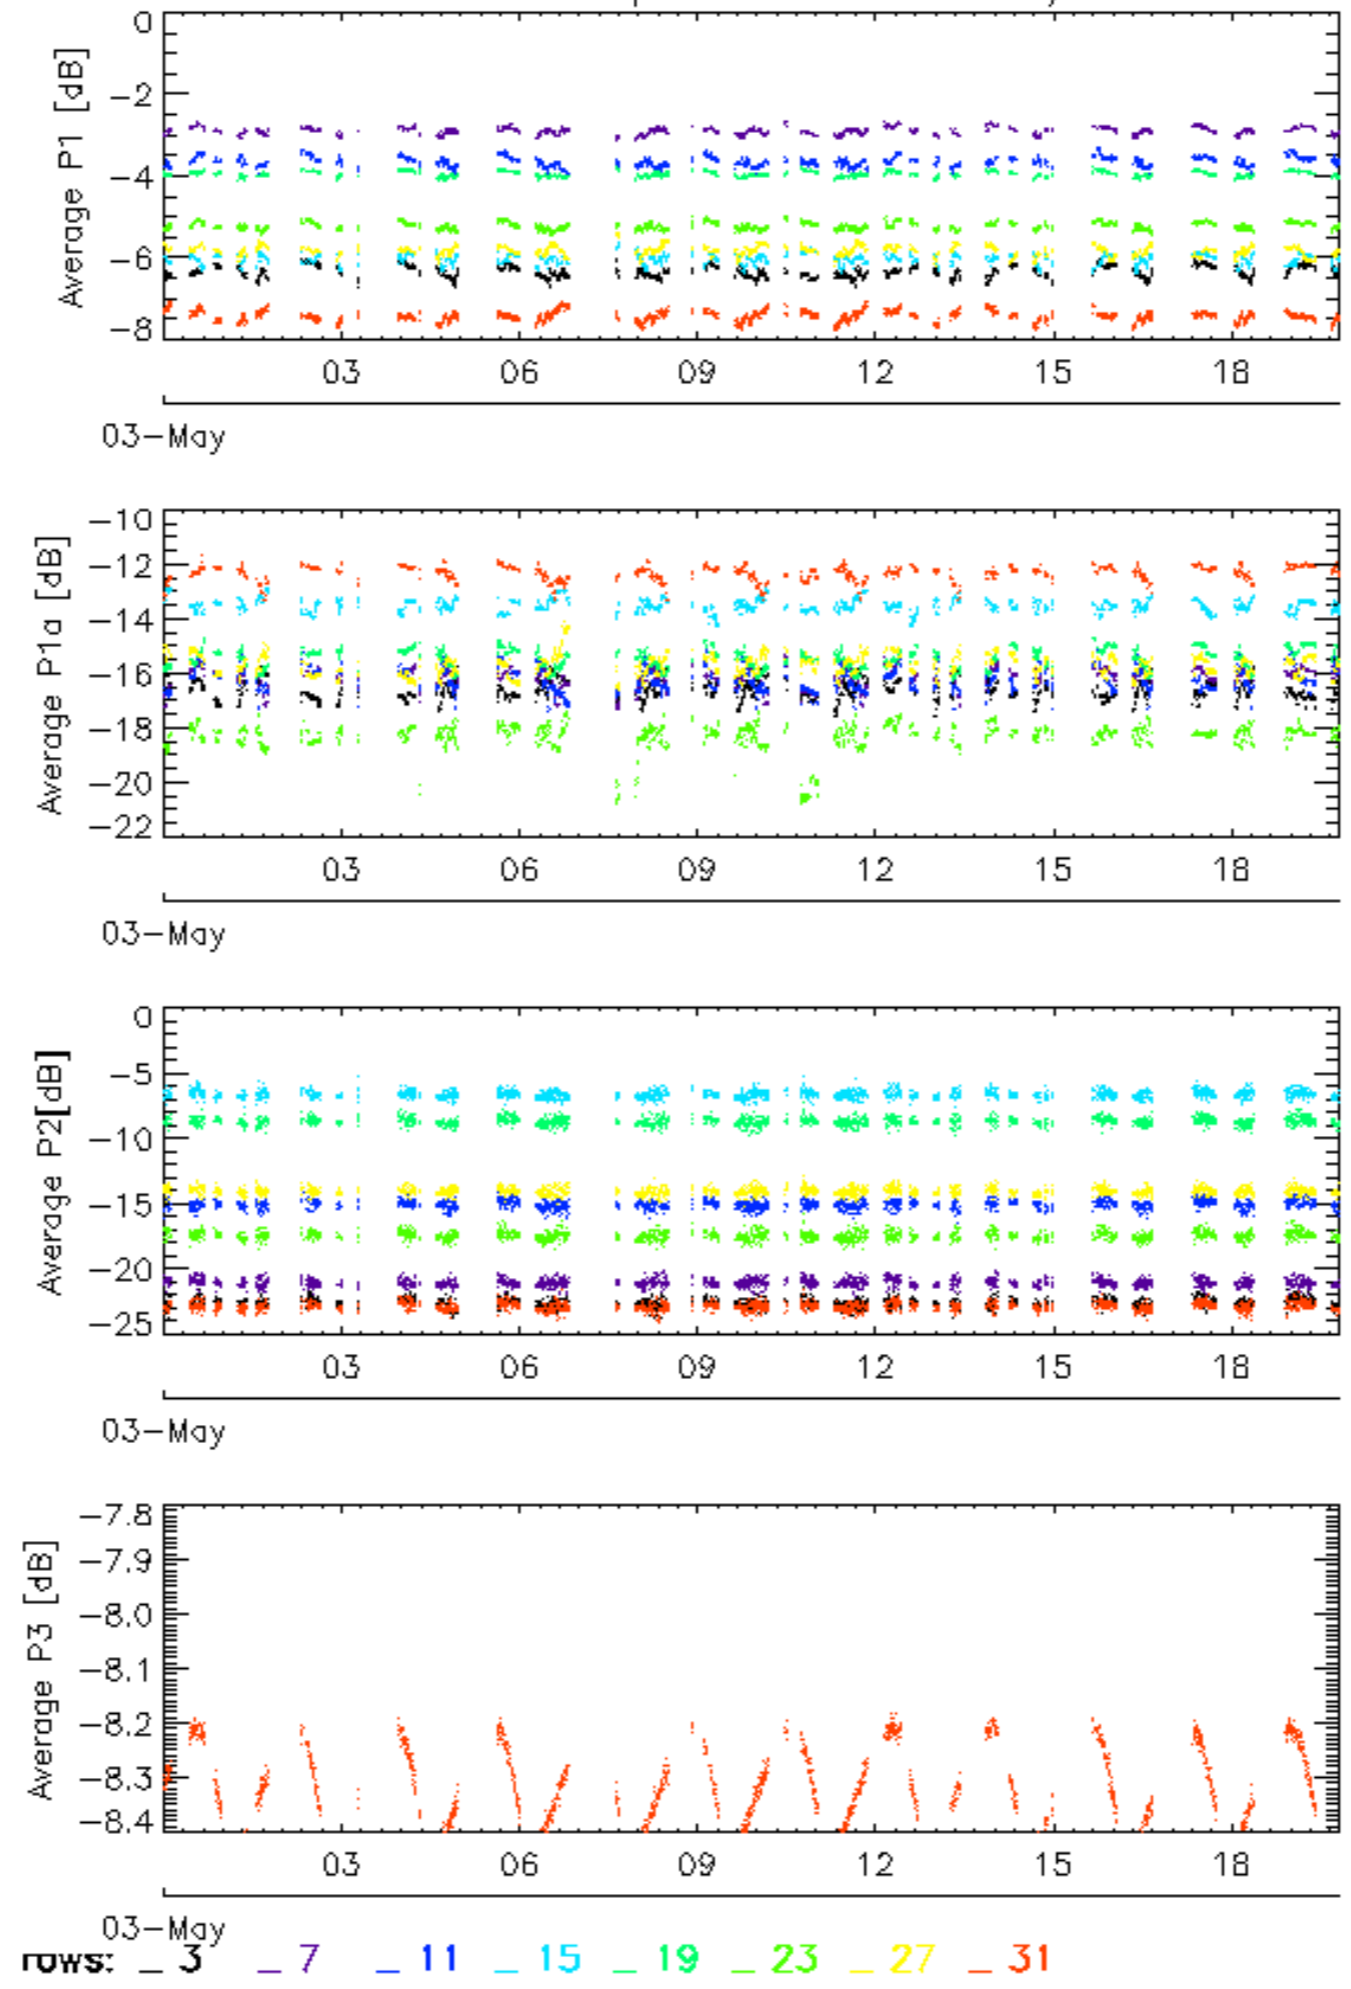 0
-2
-4
-6
-8
Average P1 [dB]
03 06 09 12 15 18
03-May
-10
-12
-14
-16
-18
-20
-22
Average P1a [dB]
03 06 09 12 15 18
03-May
0
-5
-10
-15
-20
-25
Average P2[dB]
03 06 09 12 15 18
03-May
-7.8
-7.9
-8.0
-8.1
-8.2
-8.3
-8.4
Average P3 [dB]
03 06 09 12 15 18
03-May
rows: _ 3 _ 7 _ 11 _ 15 _ 19 _ 23 _ 27 _ 31